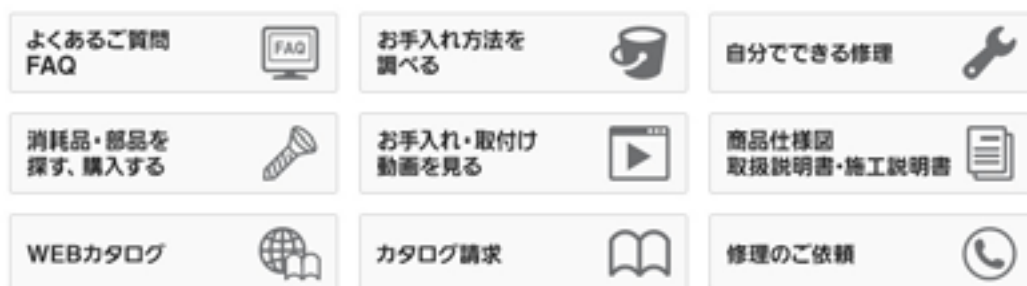 よくあるご質問
FAQ
FAQ
お手入れ方法を
調べる
自分でできる修理
消耗品・部品を
探す、購入する
お手入れ・取付け
動画を見る
商品仕様図
取扱説明書・施工説明書
WEBカタログ
カタログ請求
修理のご依頼